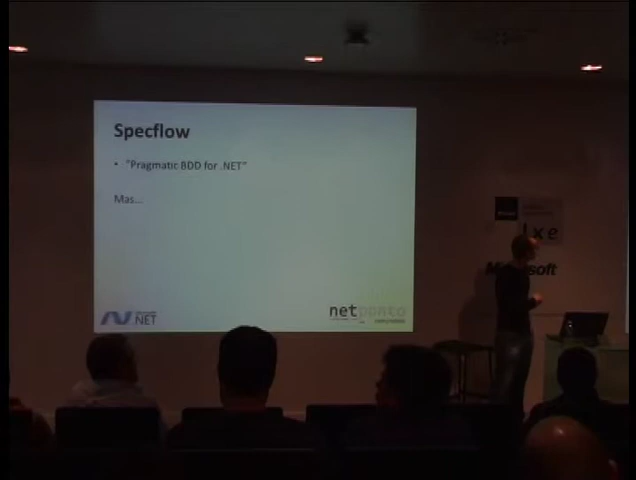 Specflow
• "Pragmatic BDD for .NET"
Mas...
NET
netponto
Microsoft